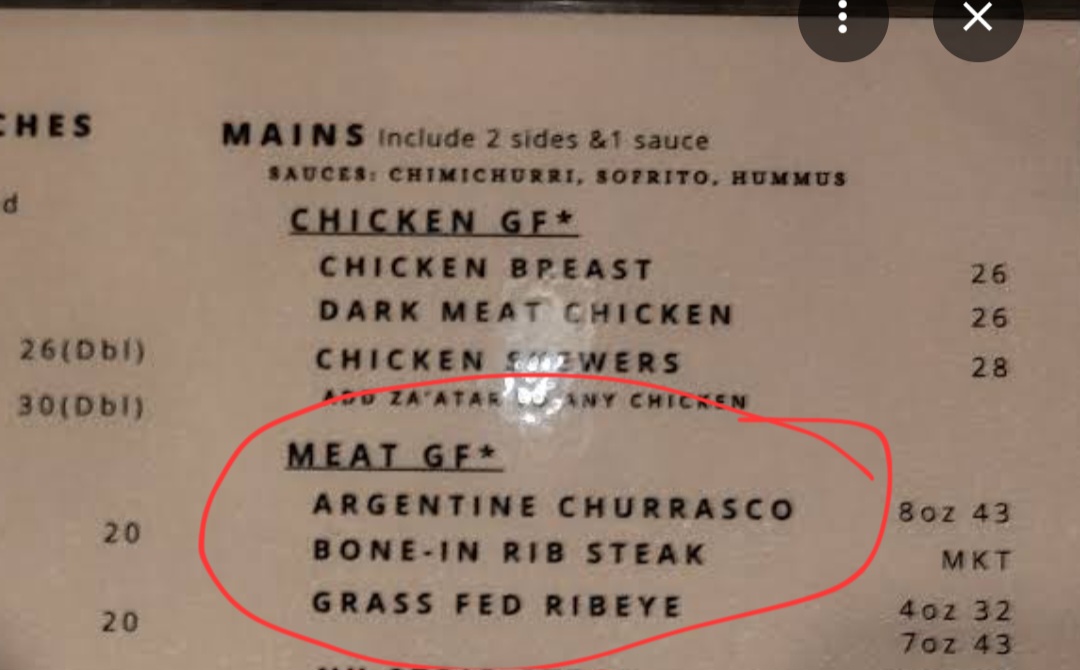 CHES
MAINS Include 2 sides &1 sauce
SAUCES: CHIMICHURRI, SOFRITO, HUMMUS
d
CHICKEN GF*
CHICKEN BREAST 26
DARK MEAT CHICKEN 26
26(Dbl)
CHICKEN SKEWERS 28
30(Dbl)
ADD ZA'ATAR TO ANY CHICKEN
MEAT GF*
ARGENTINE CHURRASCO 8oz 43
20
BONE-IN RIB STEAK MKT
GRASS FED RIBEYE 4oz 32
20
7oz 43